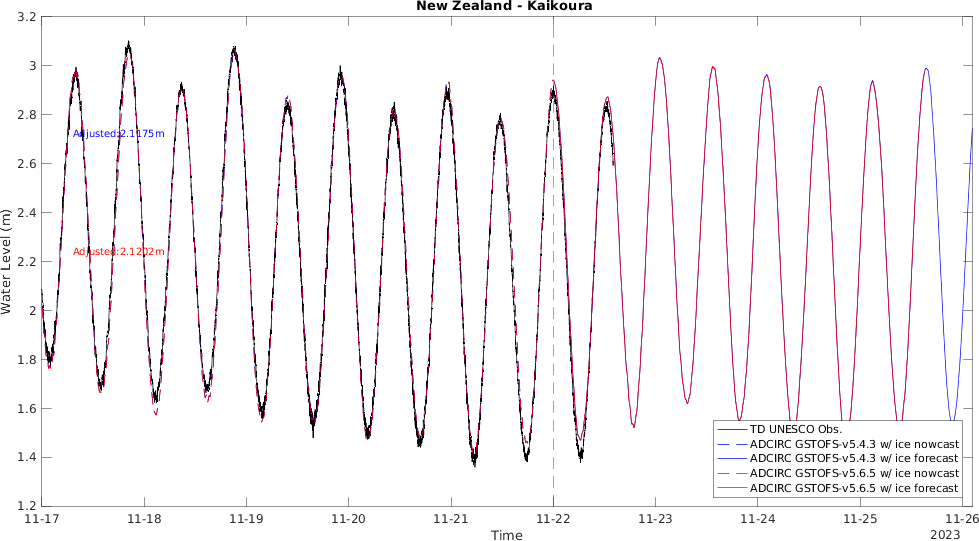 New Zealand - Kaikoura
3.2
3
2.8
2.6
2.4
2.2
2
1.8
1.6
1.4
1.2
Water Level (m)
Adjusted:2.1175m
Adjusted:2.1202m
TD UNESCO Obs.
ADCIRC GSTOFS-v5.4.3 w/ ice nowcast
ADCIRC GSTOFS-v5.4.3 w/ ice forecast
ADCIRC GSTOFS-v5.6.5 w/ ice nowcast
ADCIRC GSTOFS-v5.6.5 w/ ice forecast
11-17 11-18 11-19 11-20 11-21 11-22 11-23 11-24 11-25 11-26
Time
2023